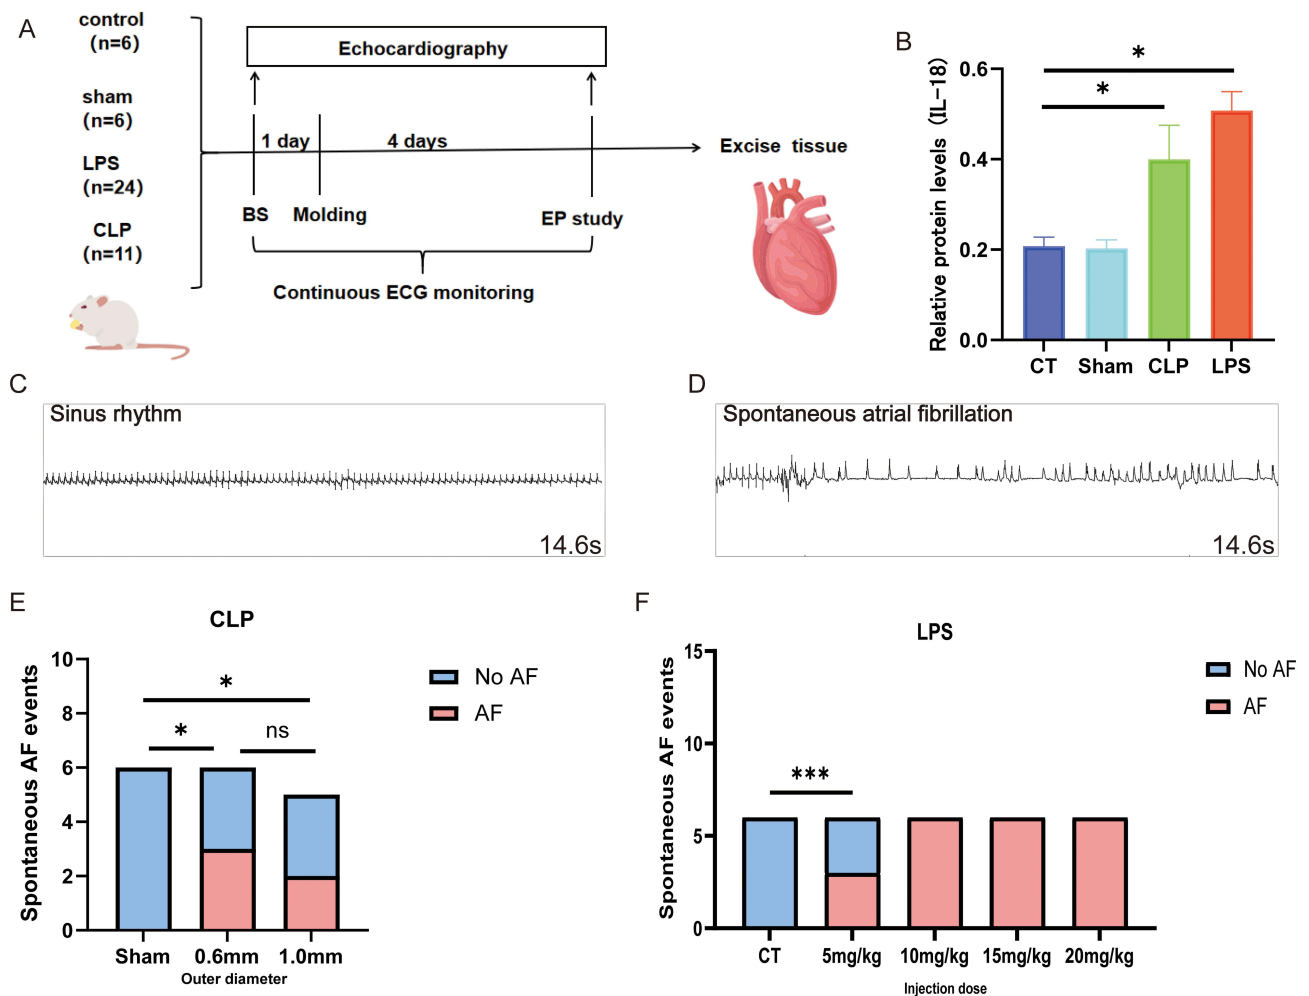 A
control
(n=6)
sham
(n=6)
LPS
(n=24)
CLP
(n=11)
Echocardiography
1 day
4 days
BS
Molding
EP study
Continuous ECG monitoring
Excise tissue
B
Relative protein levels (IL-18)
0.6
0.4
0.2
0.0
*
*
CT
Sham
CLP
LPS
C
Sinus rhythm
14.6s
D
Spontaneous atrial fibrillation
14.6s
E
CLP
Spontaneous AF events
10
8
6
4
2
0
*
*
ns
No AF
AF
Sham
0.6mm
1.0mm
Outer diameter
F
LPS
Spontaneous AF events
15
10
5
0
***
No AF
AF
CT
5mg/kg
10mg/kg
15mg/kg
20mg/kg
Injection dose